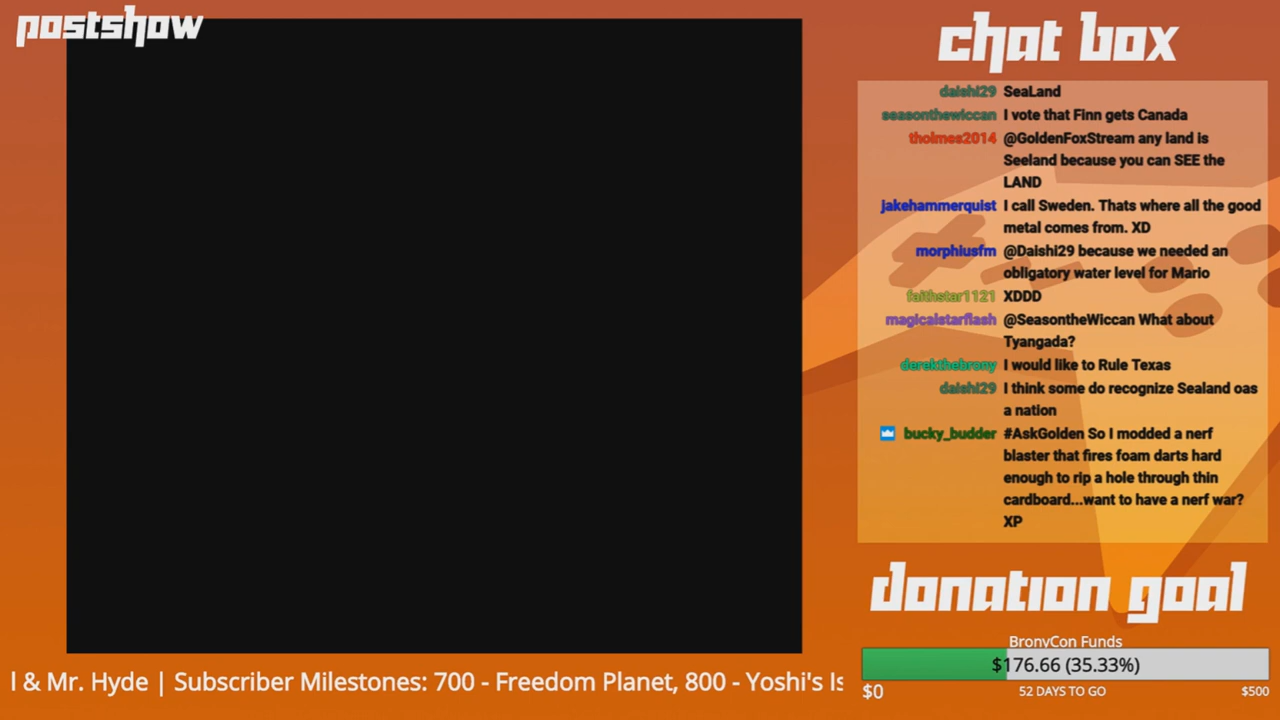 postshow
chat box
daishi29 SeaLand
seasonthewiccan I vote that Finn gets Canada
tholmes2014 @GoldenFoxStream any land is
Seeland because you can SEE the
LAND
jakehammerquist I call Sweden. Thats where all the good
metal comes from. XD
morphiusfm @Daishi29 because we needed an
obligatory water level for Mario
faithstar1121 XDDD
magicalstarflash @SeasontheWiccan What about
Tyangada?
derekthebrony I would like to Rule Texas
daishi29 I think some do recognize Sealand oas
a nation
bucky_budder #AskGolden So I modded a nerf
blaster that fires foam darts hard
enough to rip a hole through thin
cardboard...want to have a nerf war?
XP
donation goal
BronyCon Funds
$176.66 (35.33%)
$0 52 DAYS TO GO $500
l & Mr. Hyde | Subscriber Milestones: 700 - Freedom Planet, 800 - Yoshi's Is